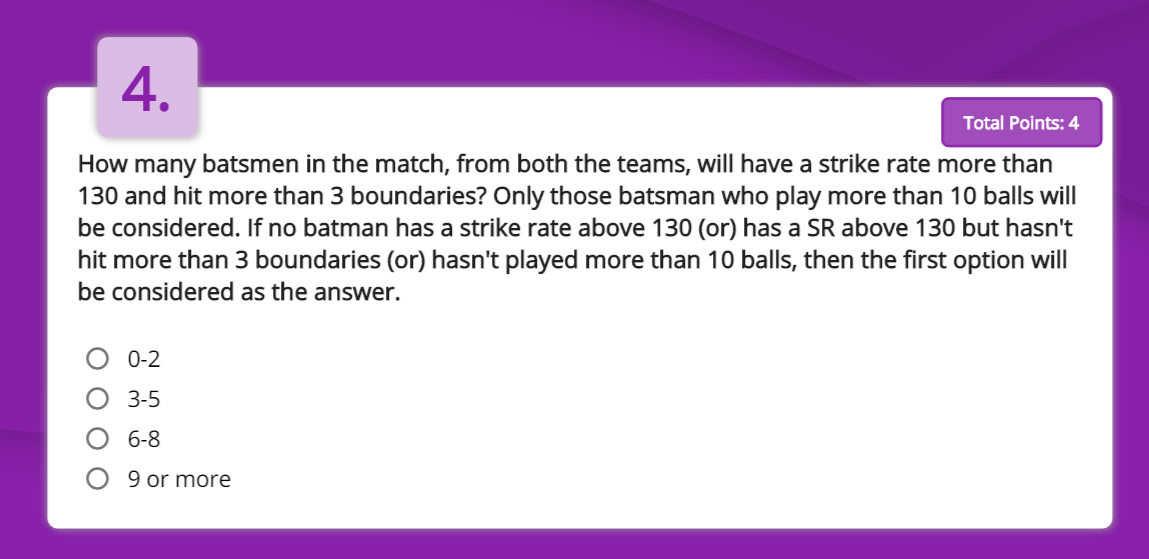 4.
Total Points: 4
How many batsmen in the match, from both the teams, will have a strike rate more than
130 and hit more than 3 boundaries? Only those batsman who play more than 10 balls will
be considered. If no batman has a strike rate above 130 (or) has a SR above 130 but hasn't
hit more than 3 boundaries (or) hasn't played more than 10 balls, then the first option will
be considered as the answer.
0-2
3-5
6-8
9 or more